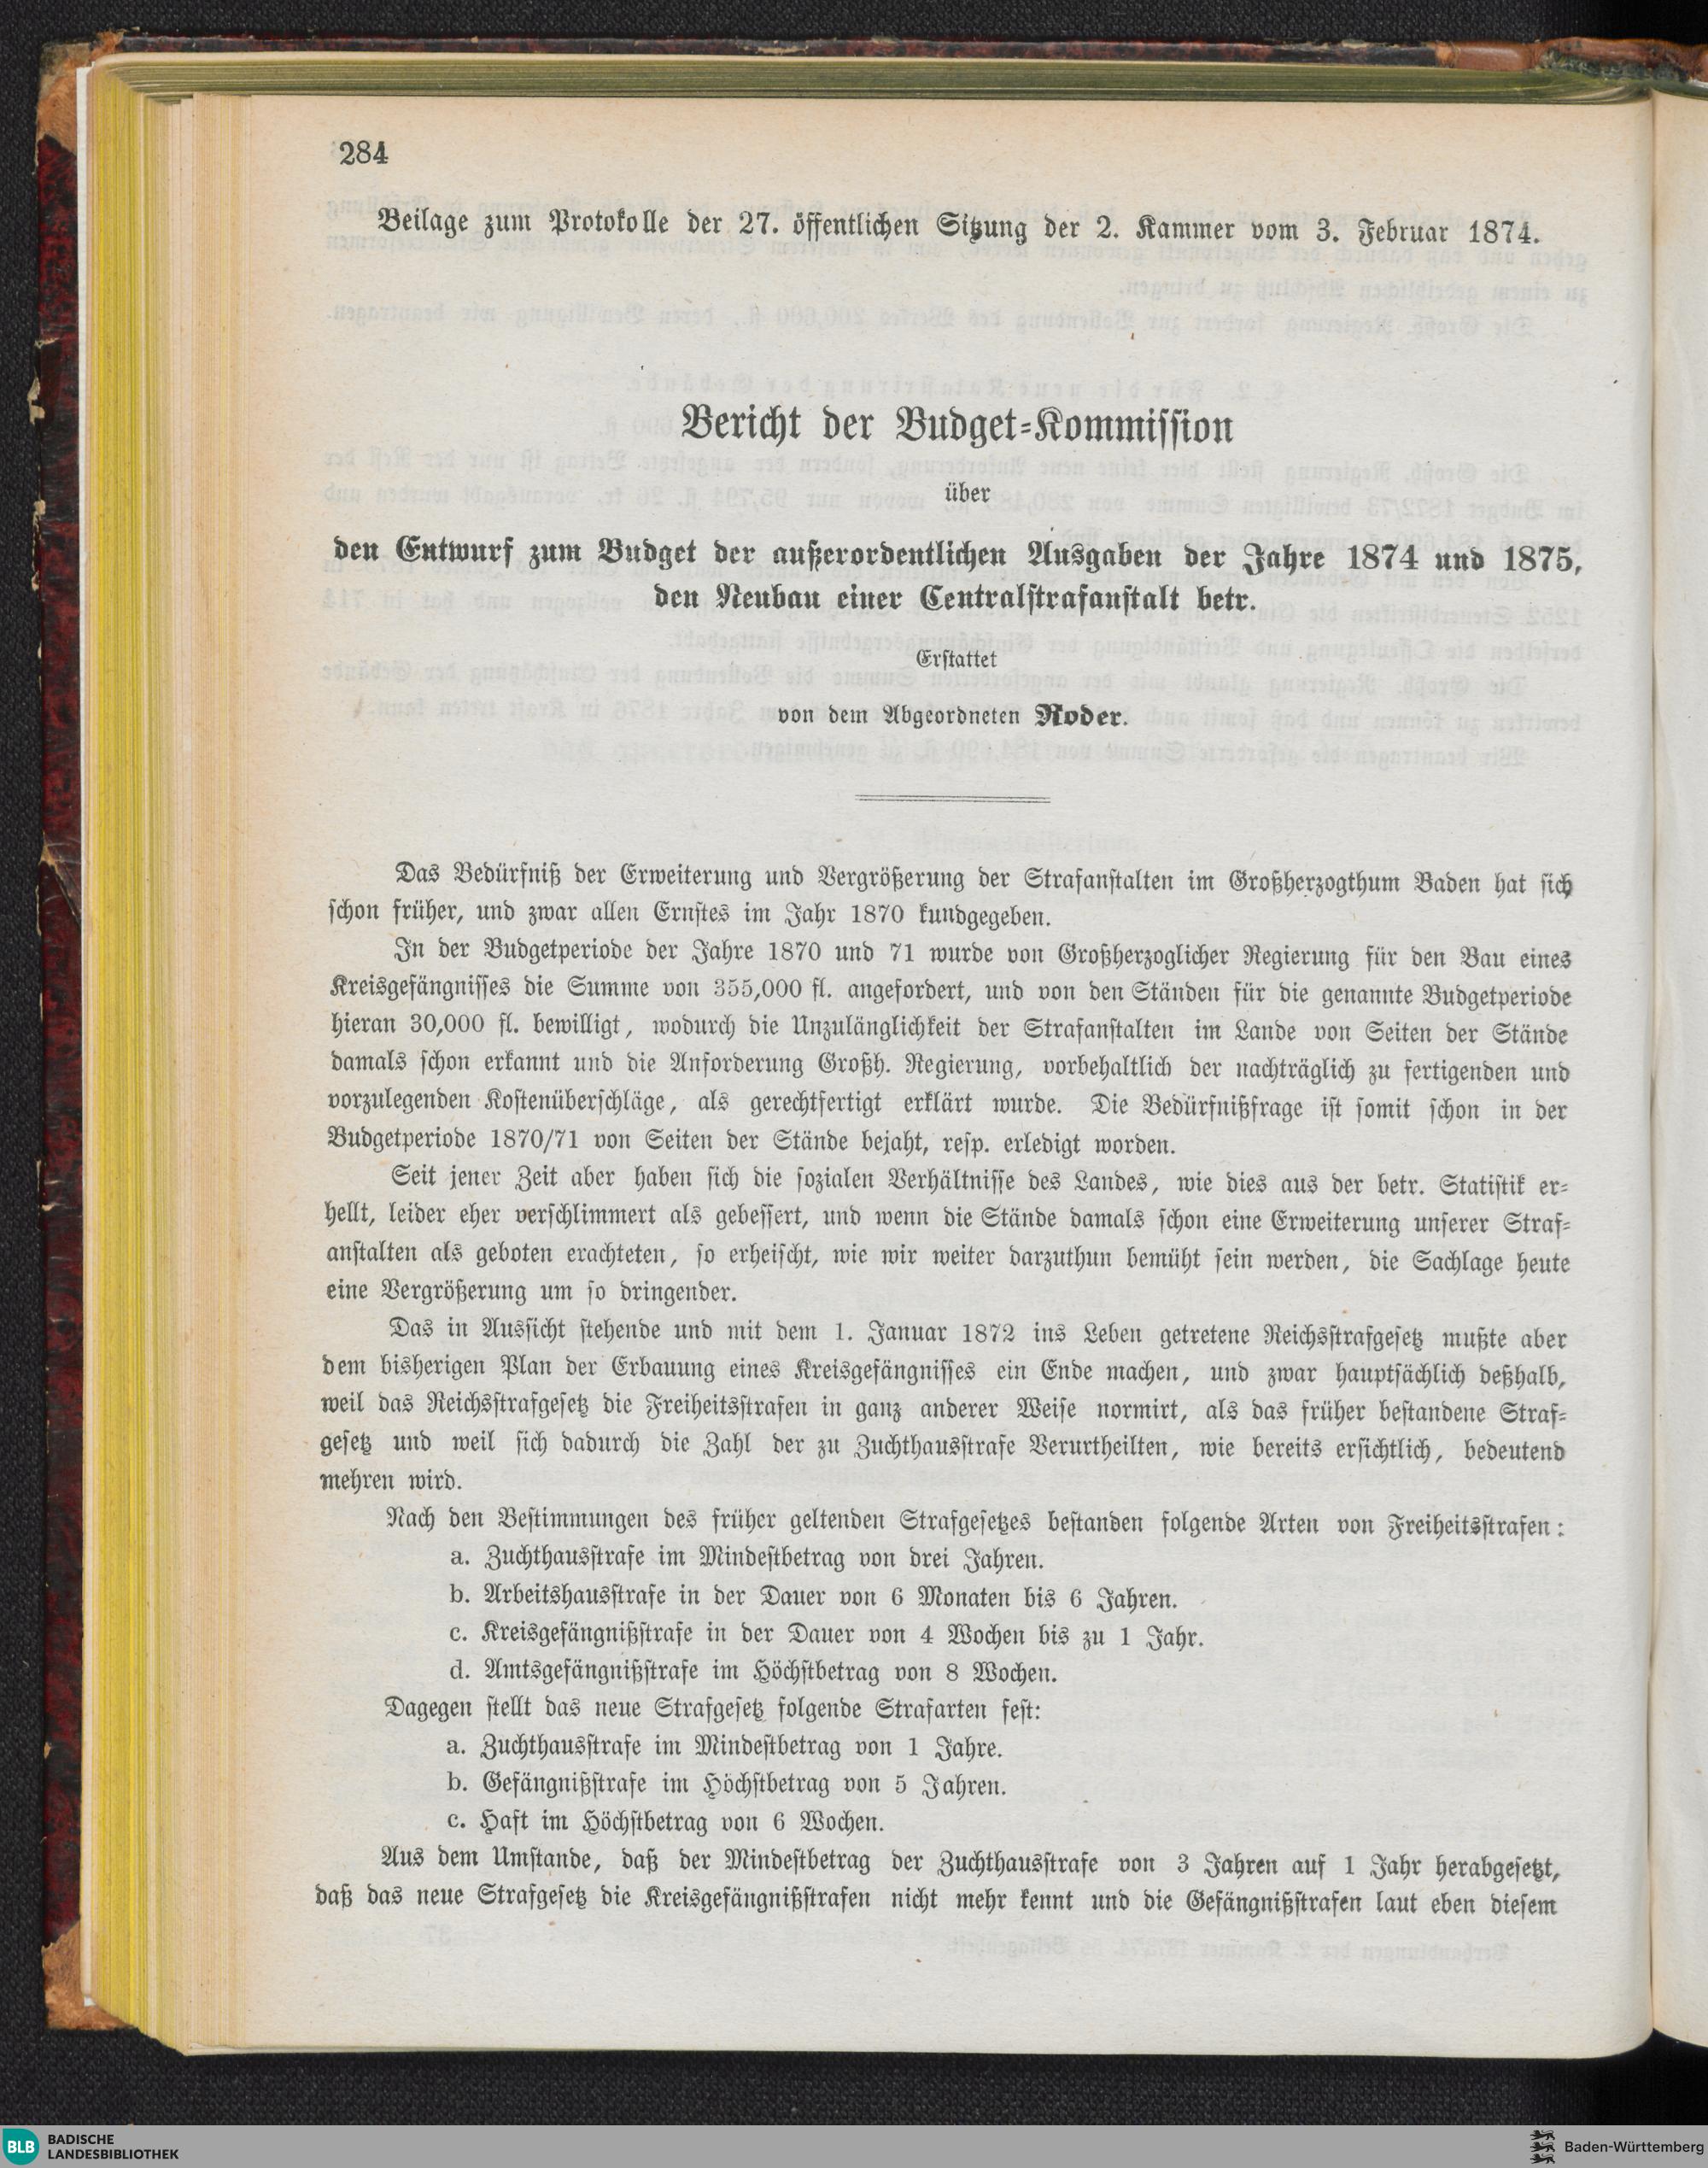 284
Beilage zum Protokolle der 27. öffentlichen Sitzung der 2. Kammer vom 3. Februar 1874.
Bericht der Budget-Kommission
über
den Entwurf zum Budget der außerordentlichen Ausgaben der Jahre 1874 und 1875,
den Neubau einer Centralstrafanstalt betr.
Erstattet
von dem Abgeordneten Roder.
Das Bedürfniß der Erweiterung und Vergrößerung der Strafanstalten im Großherzogthum Baden hat sich
schon früher, und zwar allen Ernstes im Jahr 1870 kundgegeben.
In der Budgetperiode der Jahre 1870 und 71 wurde von Großherzoglicher Regierung für den Bau eines
Kreisgefängnisses die Summe von 355,000 fl. angefordert, und von den Ständen für die genannte Budgetperiode
hieran 30,000 fl. bewilligt, wodurch die Unzulänglichkeit der Strafanstalten im Lande von Seiten der Stände
damals schon erkannt und die Anforderung Großh. Regierung, vorbehaltlich der nachträglich zu fertigenden und
vorzulegenden Kostenüberschläge, als gerechtfertigt erklärt wurde. Die Bedürfnißfrage ist somit schon in der
Budgetperiode 1870/71 von Seiten der Stände bejaht, resp. erledigt worden.
Seit jener Zeit aber haben sich die sozialen Verhältnisse des Landes, wie dies aus der betr. Statistik er-
hellt, leider eher verschlimmert als gebessert, und wenn die Stände damals schon eine Erweiterung unserer Straf-
anstalten als geboten erachteten, so erheischt, wie wir weiter darzuthun bemüht sein werden, die Sachlage heute
eine Vergrößerung um so dringender.
Das in Aussicht stehende und mit dem 1. Januar 1872 ins Leben getretene Reichsstrafgesetz mußte aber
dem bisherigen Plan der Erbauung eines Kreisgefängnisses ein Ende machen, und zwar hauptsächlich deßhalb,
weil das Reichsstrafgesetz die Freiheitsstrafen in ganz anderer Weise normirt, als das früher bestandene Straf-
gesetz und weil sich dadurch die Zahl der zu Zuchthausstrafe Verurtheilten, wie bereits ersichtlich, bedeutend
mehren wird.
Nach den Bestimmungen des früher geltenden Strafgesetzes bestanden folgende Arten von Freiheitsstrafen:
a. Zuchthausstrafe im Mindestbetrag von drei Jahren.
b. Arbeitshausstrafe in der Dauer von 6 Monaten bis 6 Jahren.
c. Kreisgefängnißstrafe in der Dauer von 4 Wochen bis zu 1 Jahr.
d. Amtsgefängnißstrafe im Höchstbetrag von 8 Wochen.
Dagegen stellt das neue Strafgesetz folgende Strafarten fest:
a. Zuchthausstrafe im Mindestbetrag von 1 Jahre.
b. Gefängnißstrafe im Höchstbetrag von 5 Jahren.
c. Haft im Höchstbetrag von 6 Wochen.
Aus dem Umstande, daß der Mindestbetrag der Zuchthausstrafe von 3 Jahren auf 1 Jahr herabgesetzt,
daß das neue Strafgesetz die Kreisgefängnißstrafen nicht mehr kennt und die Gefängnißstrafen laut eben diesem
BLB BADISCHE
LANDESBIBLIOTHEK
Baden-Württemberg